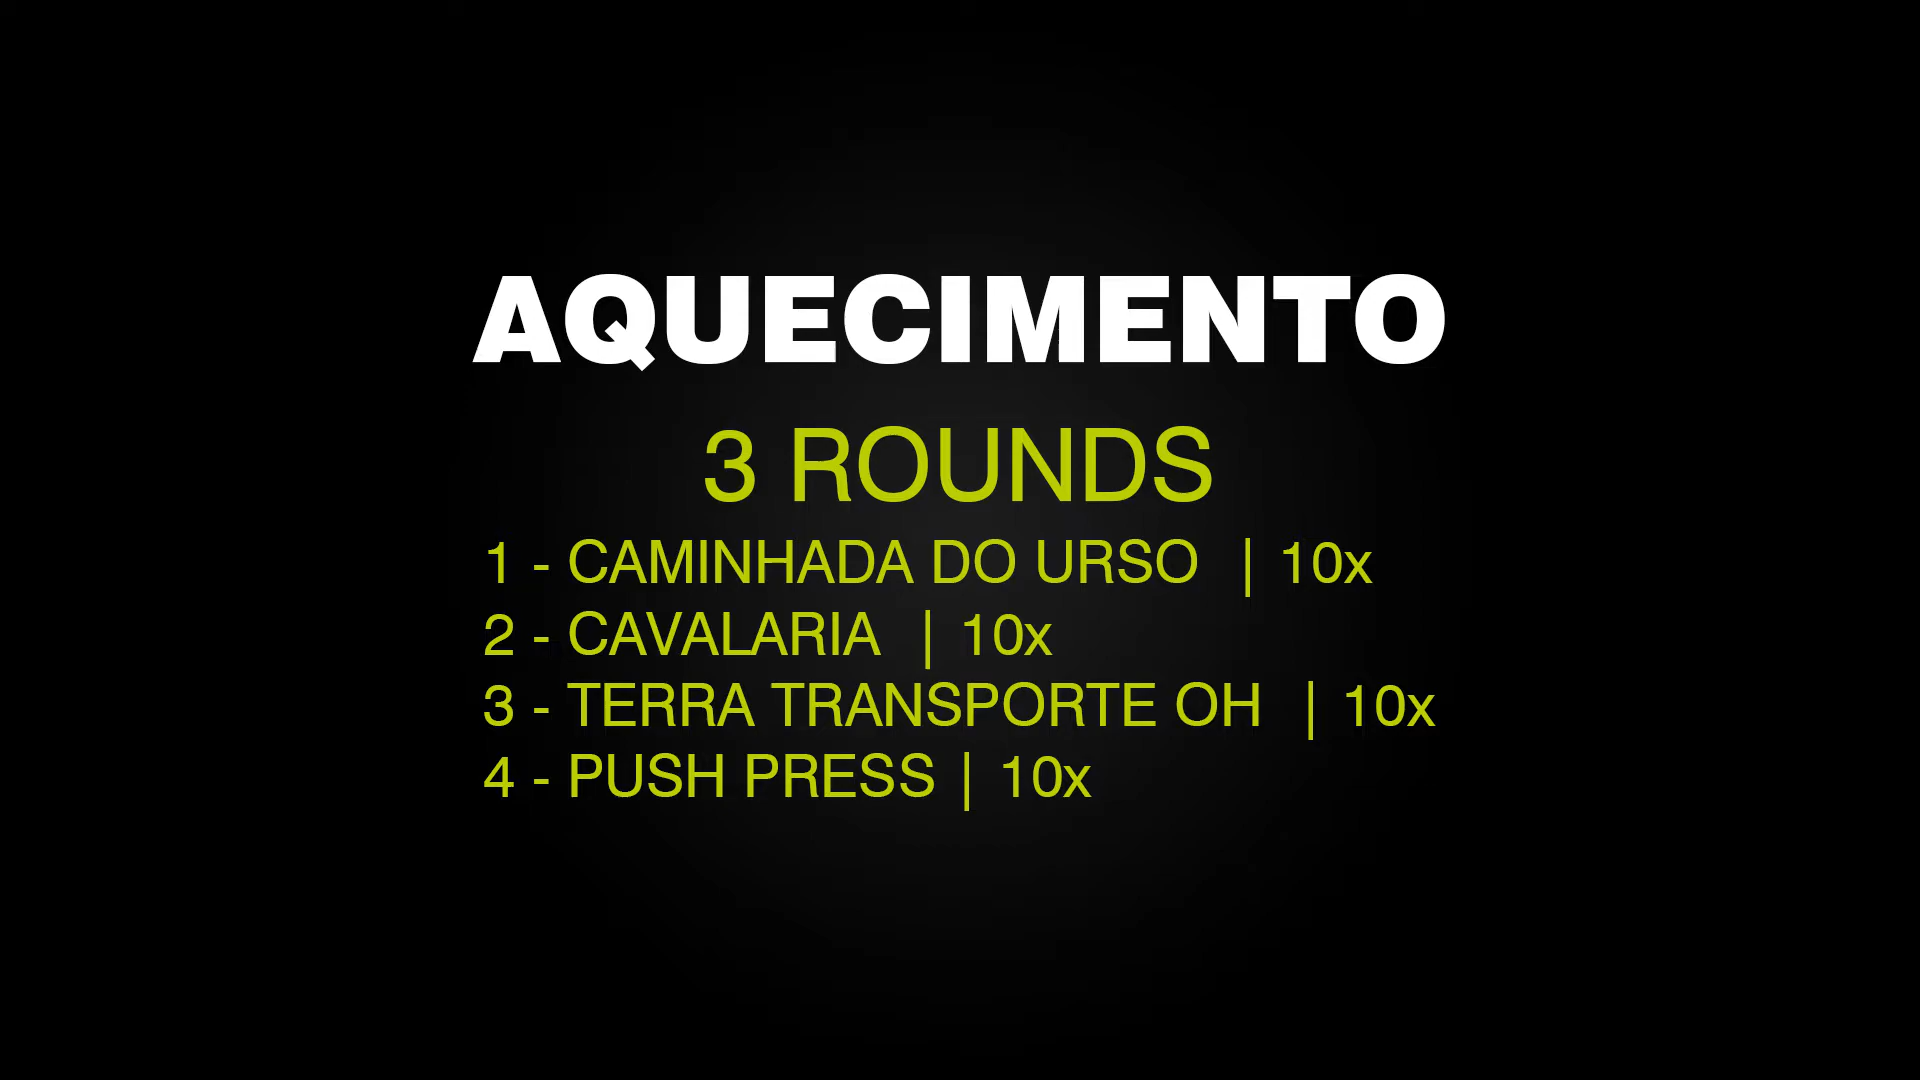 AQUECIMENTO
3 ROUNDS
1 - CAMINHADA DO URSO | 10x
2 - CAVALARIA | 10x
3 - TERRA TRANSPORTE OH | 10x
4 - PUSH PRESS | 10x